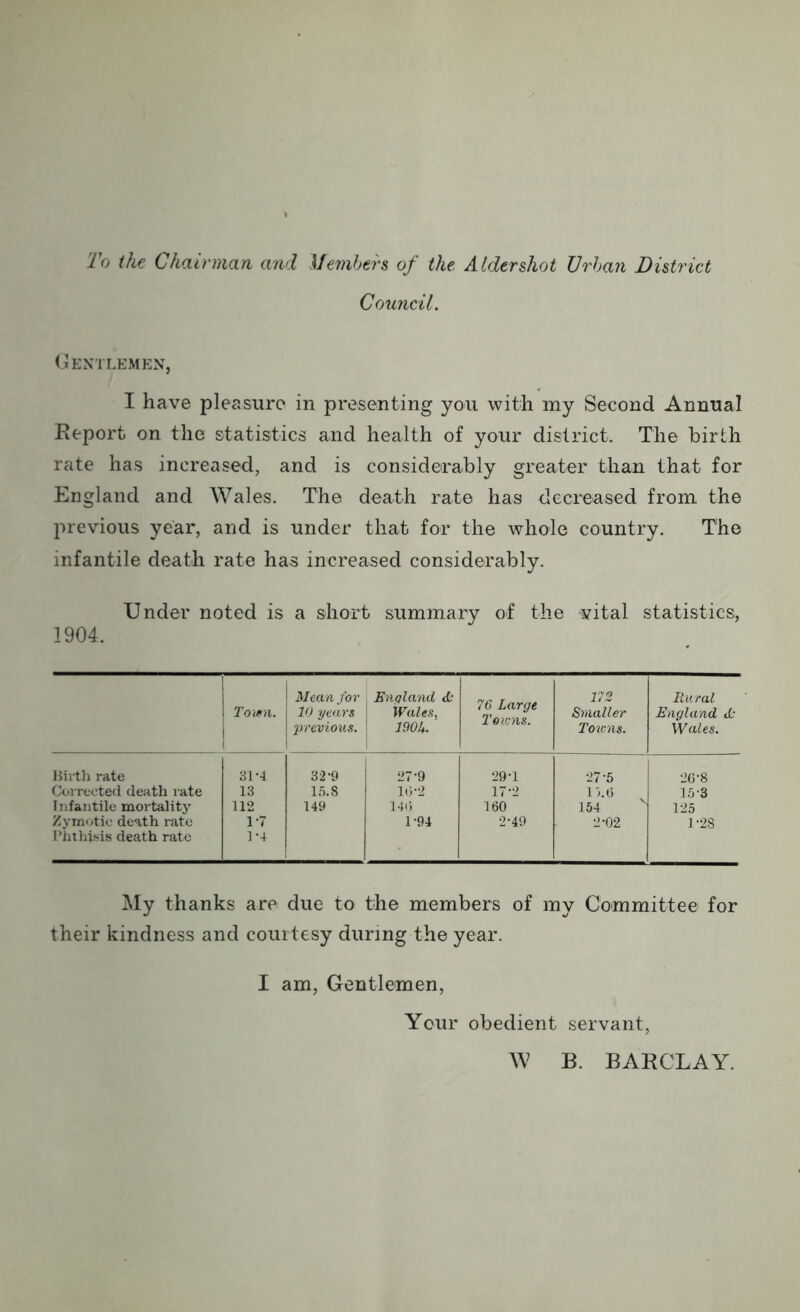 To the Chairman and Members of the Aldershot Urban District
Council.
GENTLEMEN,
I have pleasure in presenting you with my Second Annual
Report on the statistics and health of your district. The birth
rate has increased, and is considerably greater than that for
England and Wales. The death rate has decreased from the
previous year, and is under that for the whole country. The
infantile death rate has increased considerably.
Under noted is a short summary of the vital statistics,
1904.
Town. Mean for 10 years previous. England & Wales, 1904. 76 Large Towns. 172 Smaller Towns. Rural England & Wales.
Birth rate 31·4 32·9 27·9 29·1 27·5 26·8
Corrected death rate 13 15.8 16·2 17·2 15.6 15·3
Infantile mortality 112 149 146 160 154 125
Zymotic death rate 1·7 1·94 2·49 2·02 1·28
Phthisis death rate 1·4
My thanks are due to the members of my Committee for
their kindness and courtesy during the year.
I am, Gentlemen,
Your obedient servant,
W B. BARCLAY.